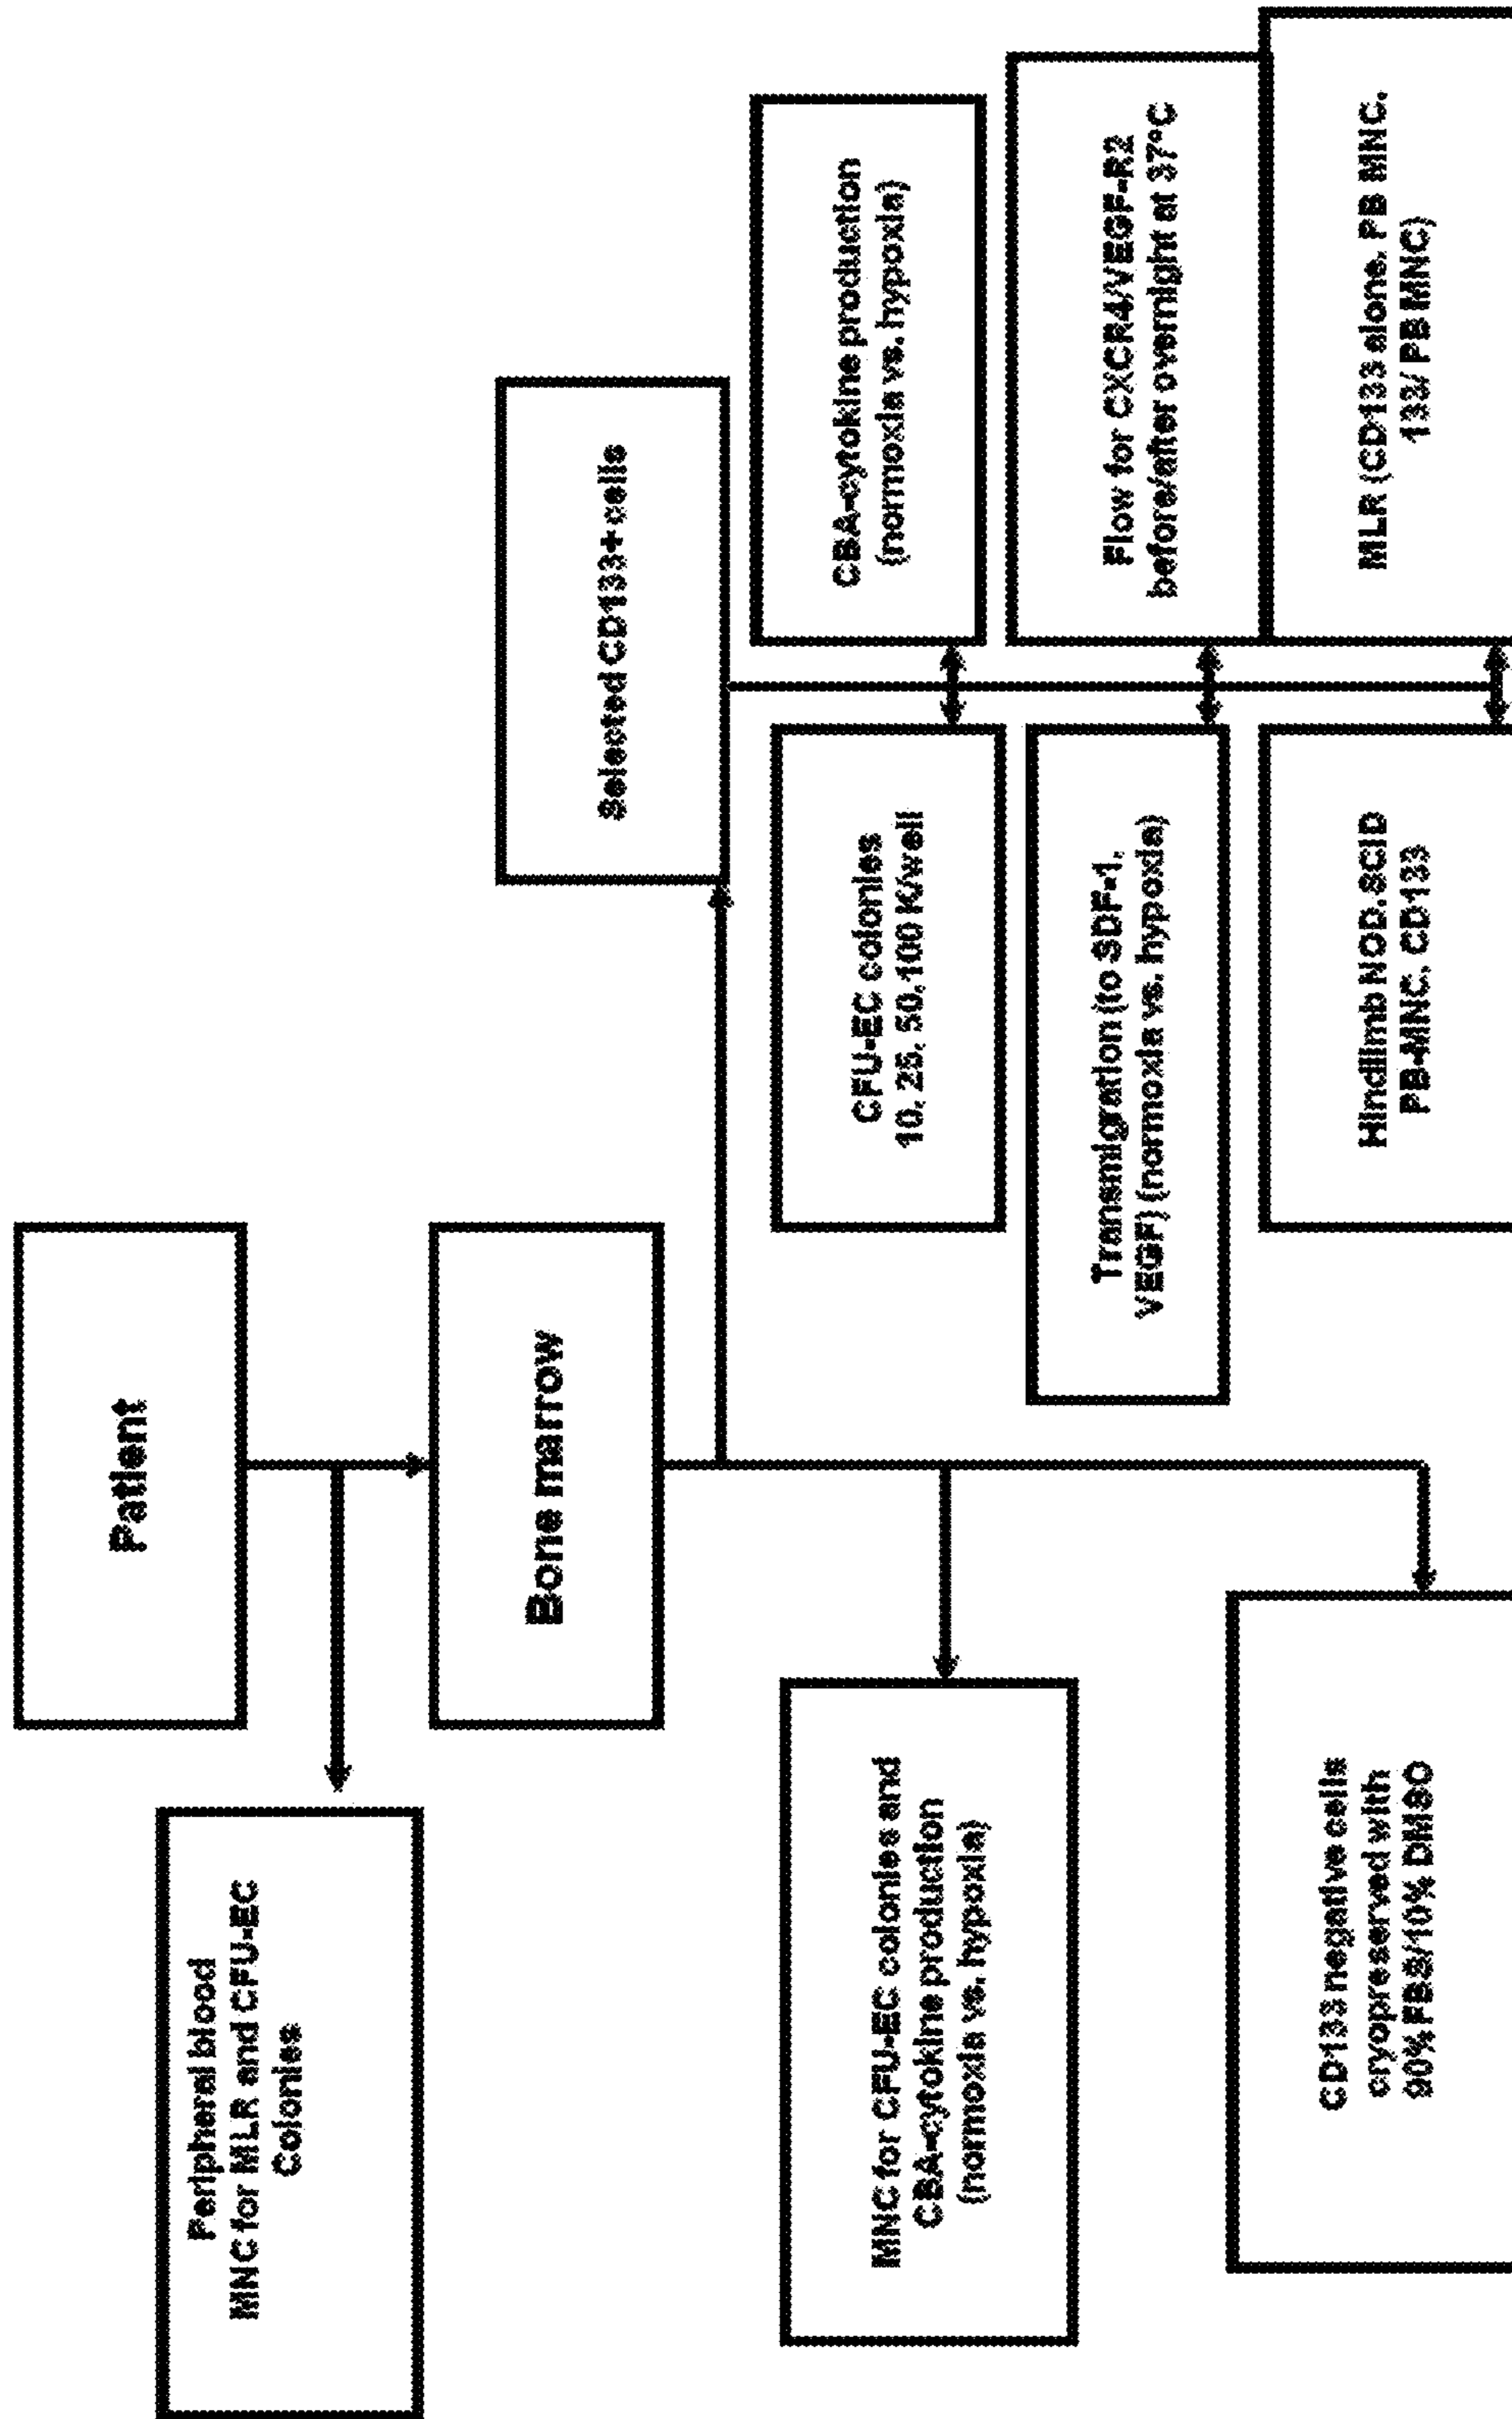 Patient
Peripheral blood
MNC for MLR and CFU-EC
Colonies
Bone marrow
Selected CD133+cells
MNC for CFU-EC colonies and
CBA-cytokine production
(normoxia vs. hypoxia)
CFU-EC colonies
10, 25, 50,100 K/well
CBA-cytokine production
(normoxia vs. hypoxia)
Transmigration (to SDF-1,
VEGF) (normoxia vs. hypoxia)
Flow for CXCR4/VEGF-R2
before/after overnight at 37°C
CD133 negative cells
cryopreserved with
90% FBS/10% DMSO
Hindlimb NOD.SCID
PB-MNC, CD133
MLR (CD133 alone, PB MNC,
133/ PB MNC)